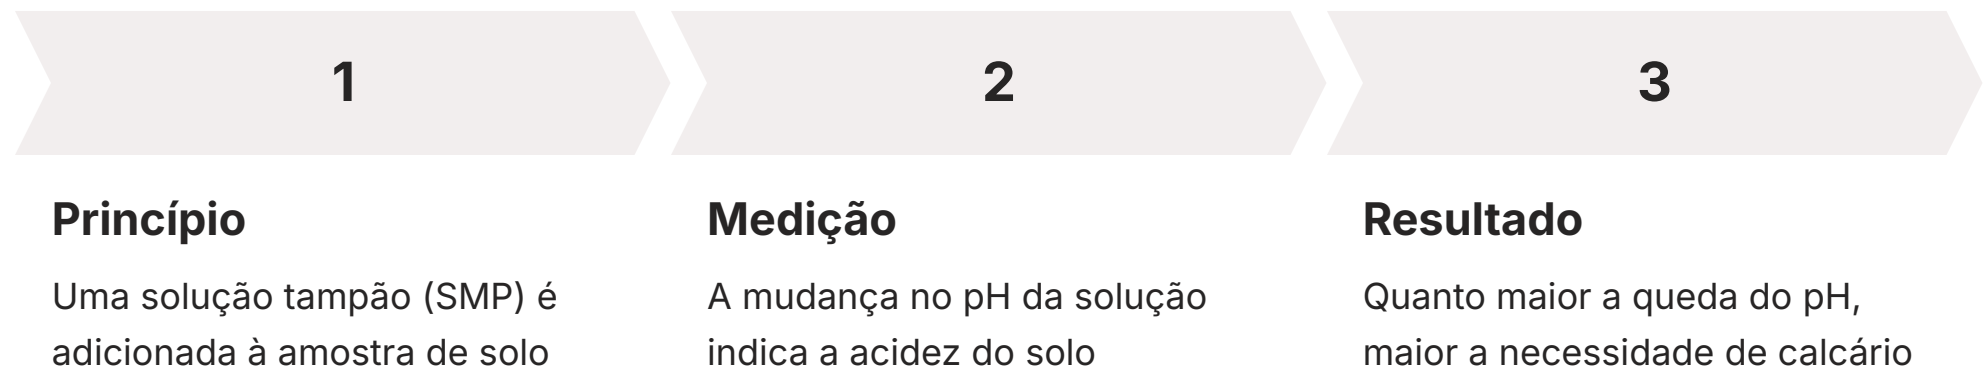 1
2
3
Princípio
Uma solução tampão (SMP) é
adicionada à amostra de solo
Medição
A mudança no pH da solução
indica a acidez do solo
Resultado
Quanto maior a queda do pH,
maior a necessidade de calcário